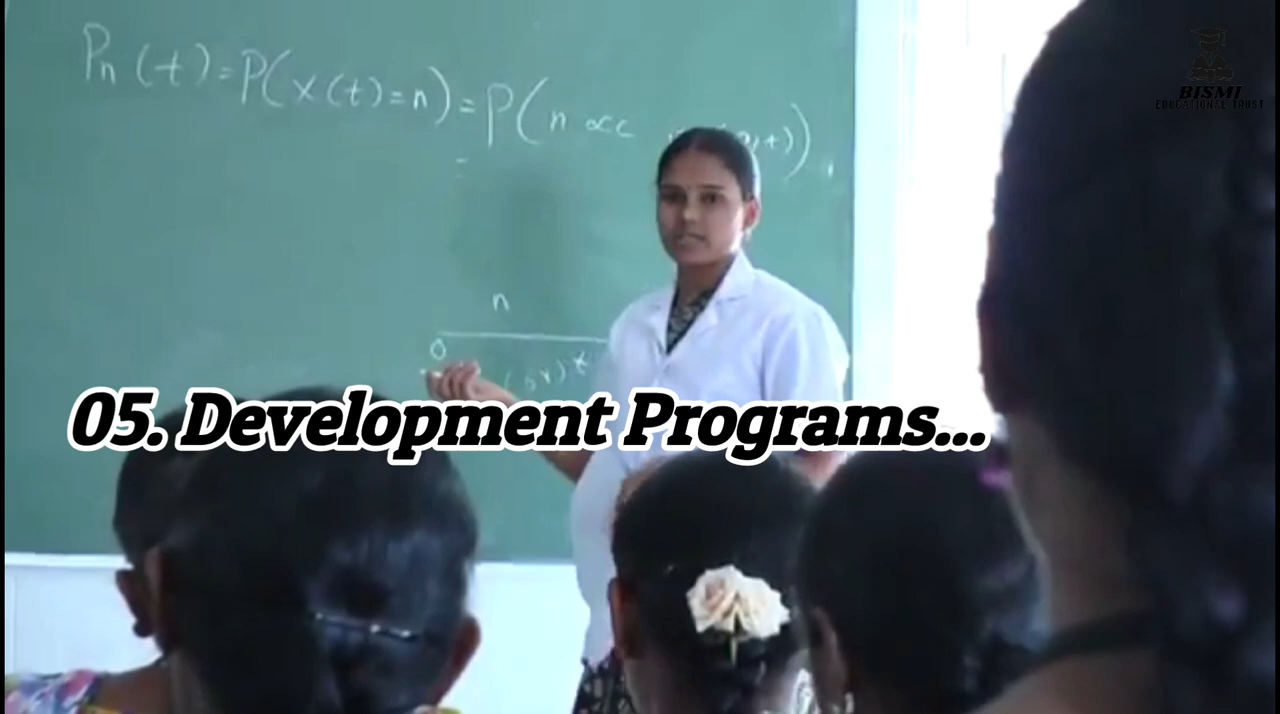 Pn(t)=P(X(t)=n)=P(n occ
BISMI
EDUCATIONAL TRUST
n
0
05. Development Programs...